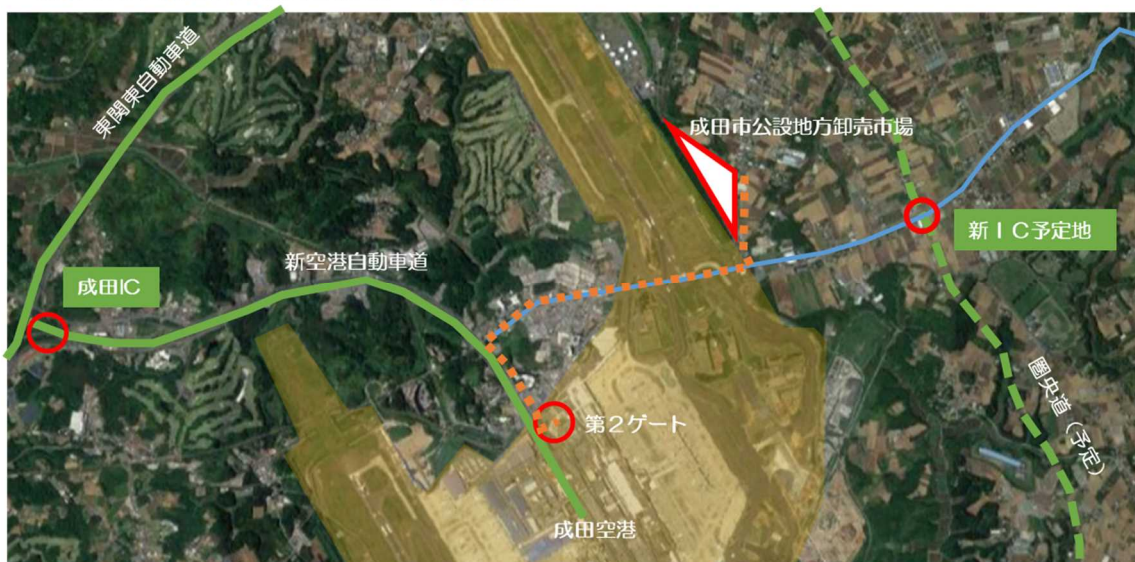 東関東自動車道
成田市公設地方卸売市場
新IC予定地
新空港自動車道
成田IC
圏央道(予定)
第2ゲート
成田空港